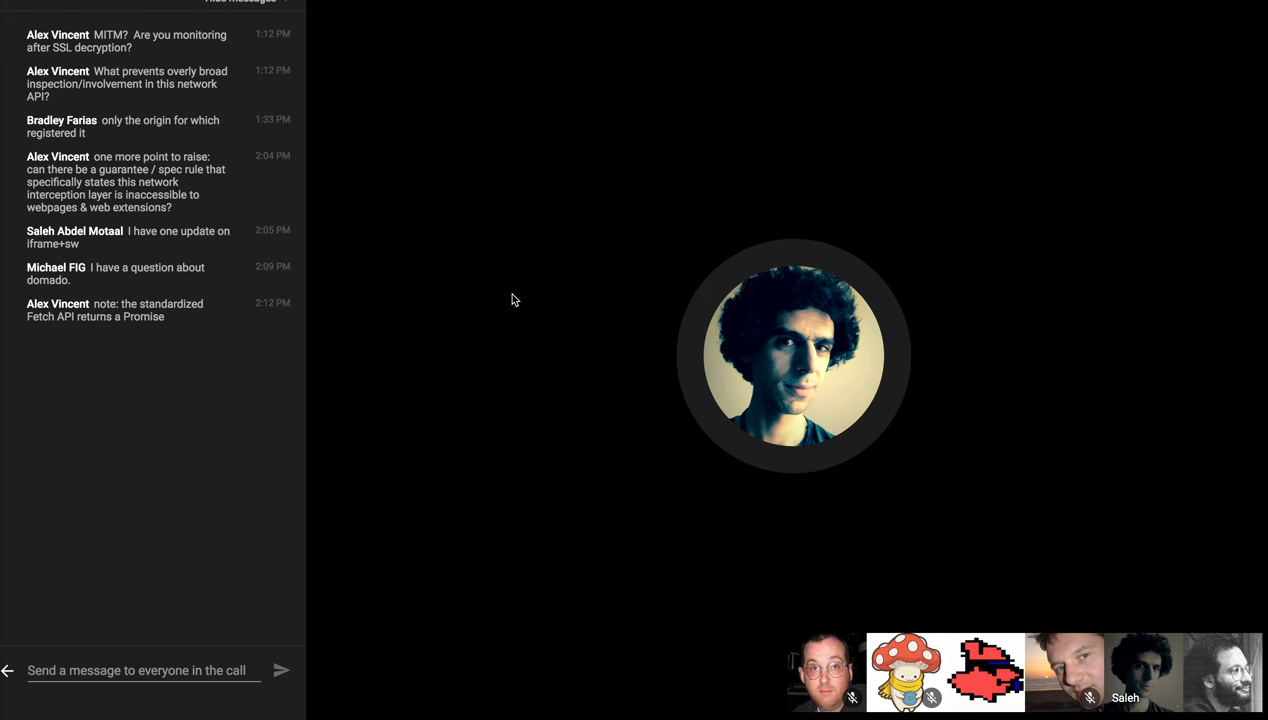 Hide messages
Alex Vincent MITM? Are you monitoring 1:12 PM
after SSL decryption?
Alex Vincent What prevents overly broad 1:12 PM
inspection/involvement in this network
API?
Bradley Farias only the origin for which 1:33 PM
registered it
Alex Vincent one more point to raise: 2:04 PM
can there be a guarantee / spec rule that
specifically states this network
interception layer is inaccessible to
webpages & web extensions?
Saleh Abdel Motaal I have one update on 2:05 PM
iframe+sw
Michael FIG I have a question about 2:09 PM
domado.
Alex Vincent note: the standardized 2:12 PM
Fetch API returns a Promise
Send a message to everyone in the call
Saleh